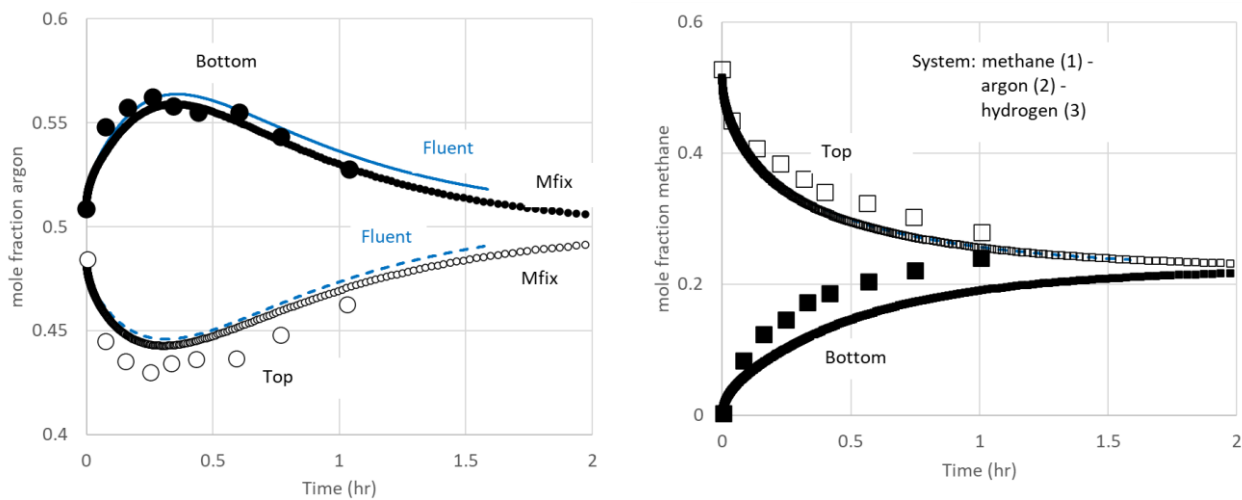 0.6
0.55
0.5
0.45
0.4
mole fraction argon
Bottom
Fluent
Mfix
Fluent
Mfix
Top
0
0.5
1
1.5
2
Time (hr)
0.6
0.4
0.2
0
mole fraction methane
System: methane (1) -
argon (2) -
hydrogen (3)
Top
Bottom
0
0.5
1
1.5
2
Time (hr)